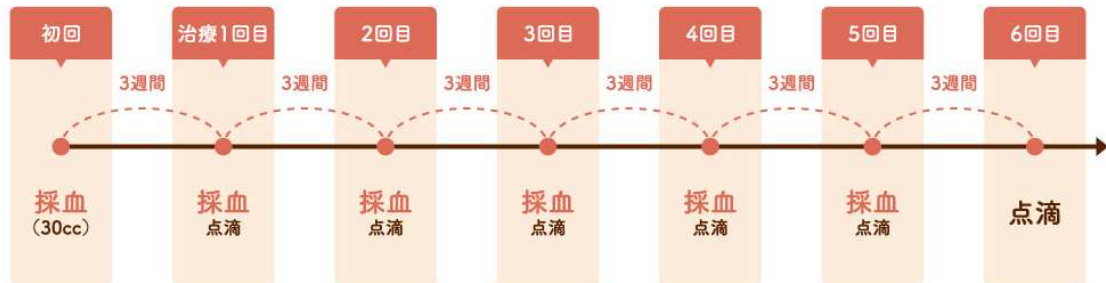 初回
治療1回目
2回目
3回目
4回目
5回目
6回目
3週間
3週間
3週間
3週間
3週間
3週間
採血
（30cc）
採血
点滴
採血
点滴
採血
点滴
採血
点滴
採血
点滴
点滴